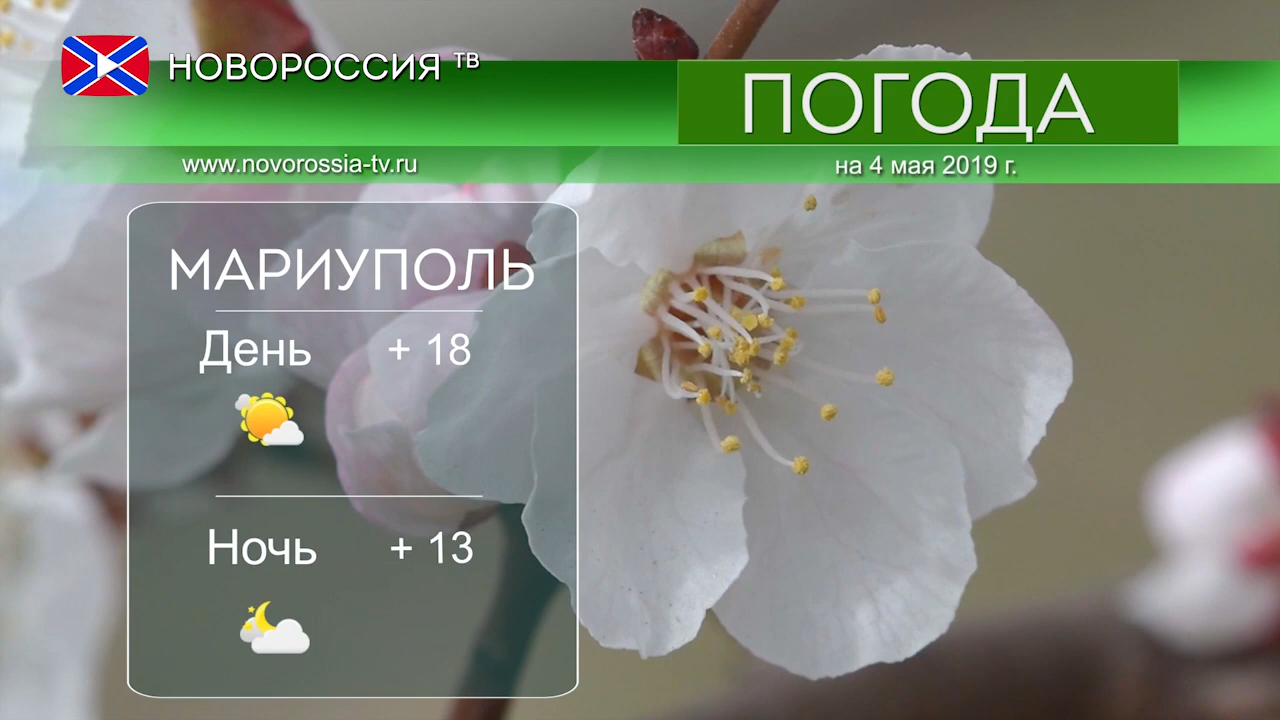 НОВОРОССИЯ ТВ
ПОГОДА
www.novorossia-tv.ru
на 4 мая 2019 г.
МАРИУПОЛЬ
День + 18
Ночь + 13